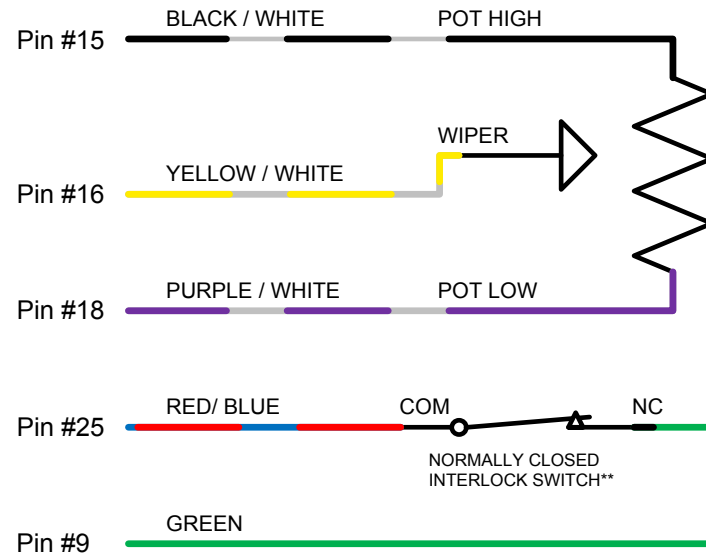 BLACK / WHITE POT HIGH
Pin #15
WIPER
YELLOW / WHITE
Pin #16
PURPLE / WHITE POT LOW
Pin #18
RED/ BLUE COM NC
Pin #25
NORMALLY CLOSED
INTERLOCK SWITCH**
GREEN
Pin #9